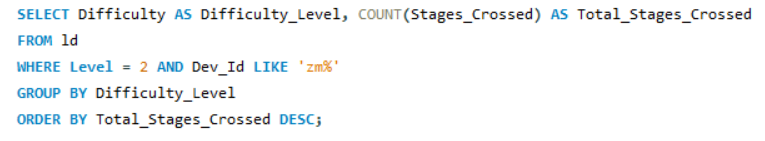 SELECT Difficulty AS Difficulty_Level, COUNT(Stages_Crossed) AS Total_Stages_Crossed
FROM ld
WHERE Level = 2 AND Dev_Id LIKE 'zm%'
GROUP BY Difficulty_Level
ORDER BY Total_Stages_Crossed DESC;